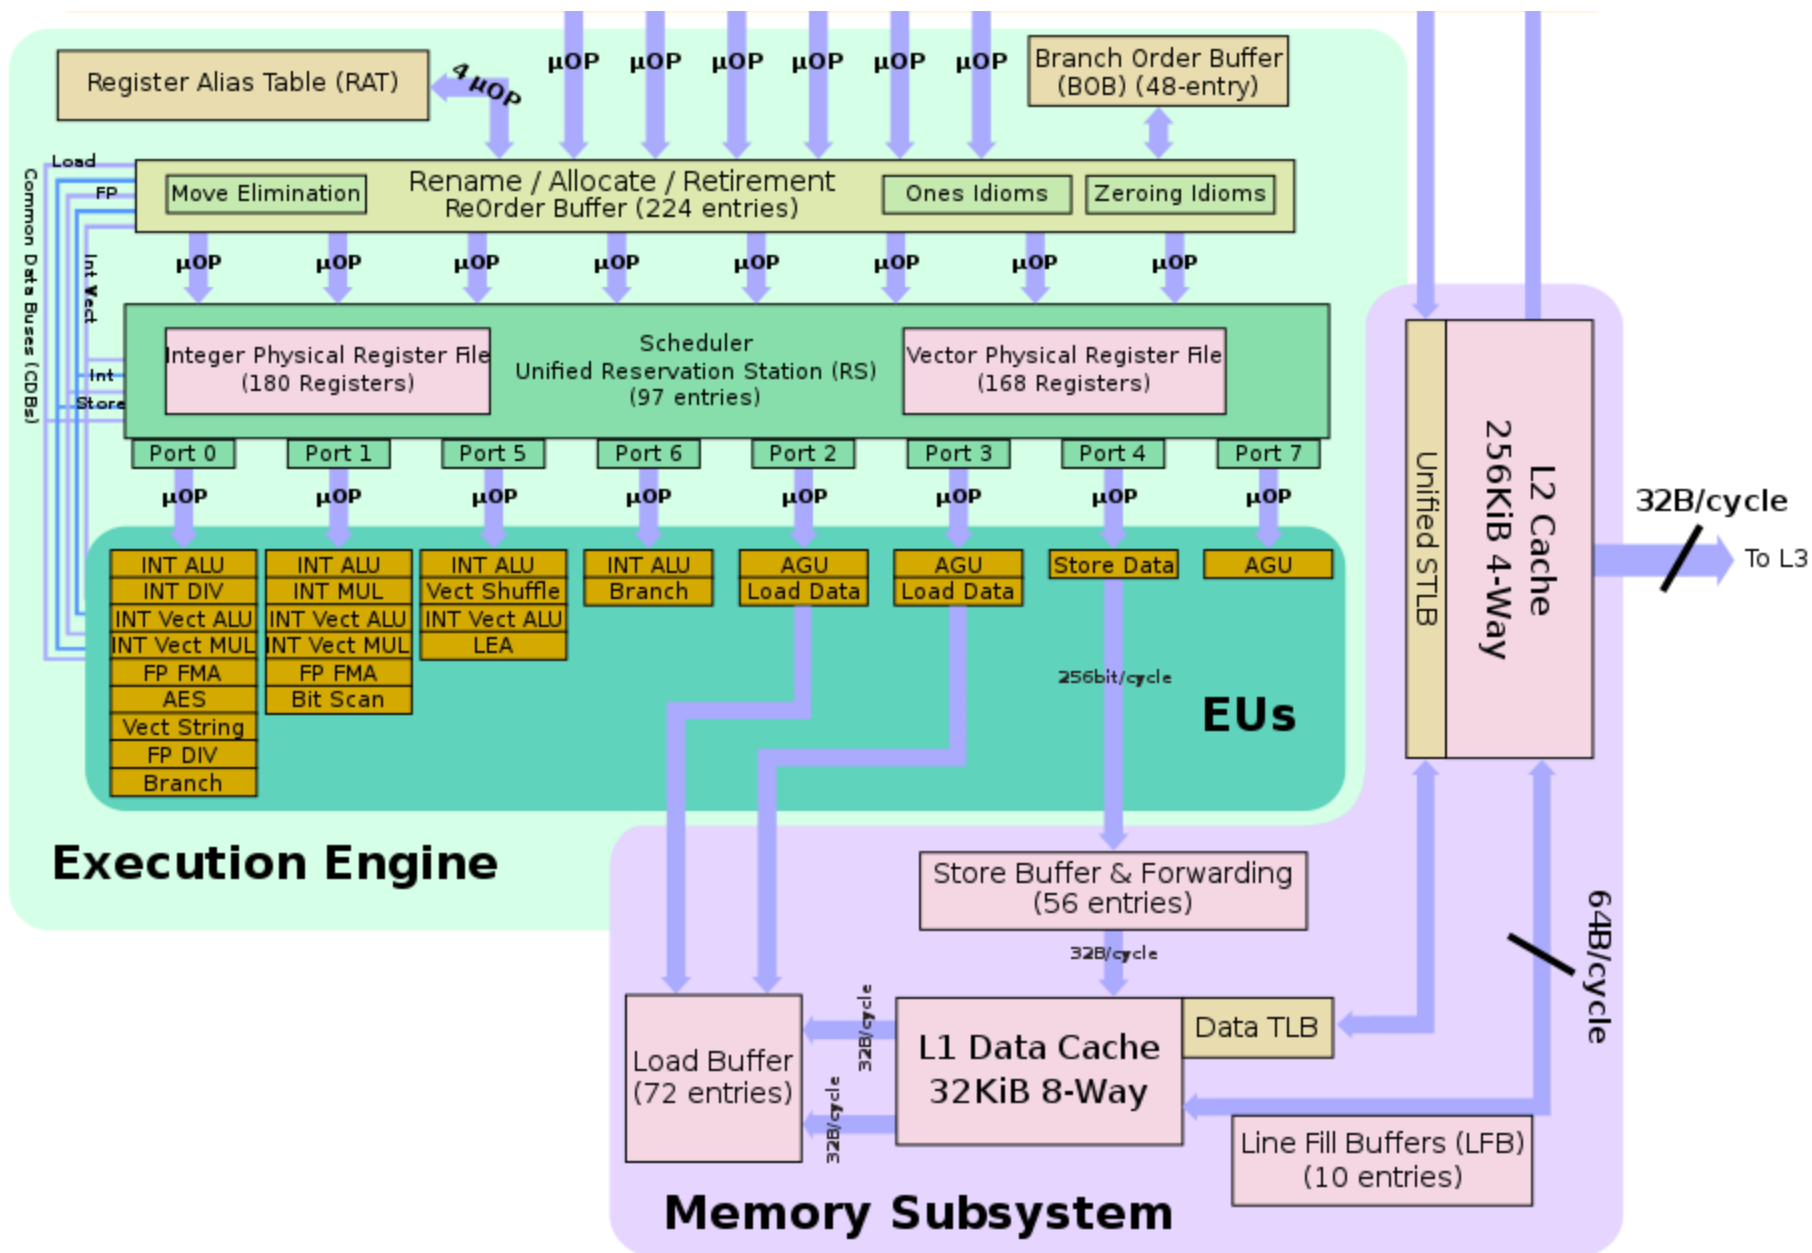 Register Alias Table (RAT)
4 µOP
µOP
µOP
µOP
µOP
µOP
µOP
Branch Order Buffer
(BOB) (48-entry)
Common Data Buses (CDBs)
Load
FP
Int Vect
Int
Store
Move Elimination
Rename / Allocate / Retirement
ReOrder Buffer (224 entries)
Ones Idioms
Zeroing Idioms
µOP
µOP
µOP
µOP
µOP
µOP
µOP
µOP
Integer Physical Register File
(180 Registers)
Scheduler
Unified Reservation Station (RS)
(97 entries)
Vector Physical Register File
(168 Registers)
Port 0
Port 1
Port 5
Port 6
Port 2
Port 3
Port 4
Port 7
µOP
µOP
µOP
µOP
µOP
µOP
µOP
µOP
INT ALU
INT DIV
INT Vect ALU
INT Vect MUL
FP FMA
AES
Vect String
FP DIV
Branch
INT ALU
INT MUL
INT Vect ALU
INT Vect MUL
FP FMA
Bit Scan
INT ALU
Vect Shuffle
INT Vect ALU
LEA
INT ALU
Branch
AGU
Load Data
AGU
Load Data
Store Data
AGU
256bit/cycle
EUs
Execution Engine
Unified STLB
L2 Cache
256KiB 4-Way
32B/cycle
To L3
Store Buffer & Forwarding
(56 entries)
32B/cycle
64B/cycle
Load Buffer
(72 entries)
32B/cycle
32B/cycle
L1 Data Cache
32KiB 8-Way
Data TLB
Line Fill Buffers (LFB)
(10 entries)
Memory Subsystem